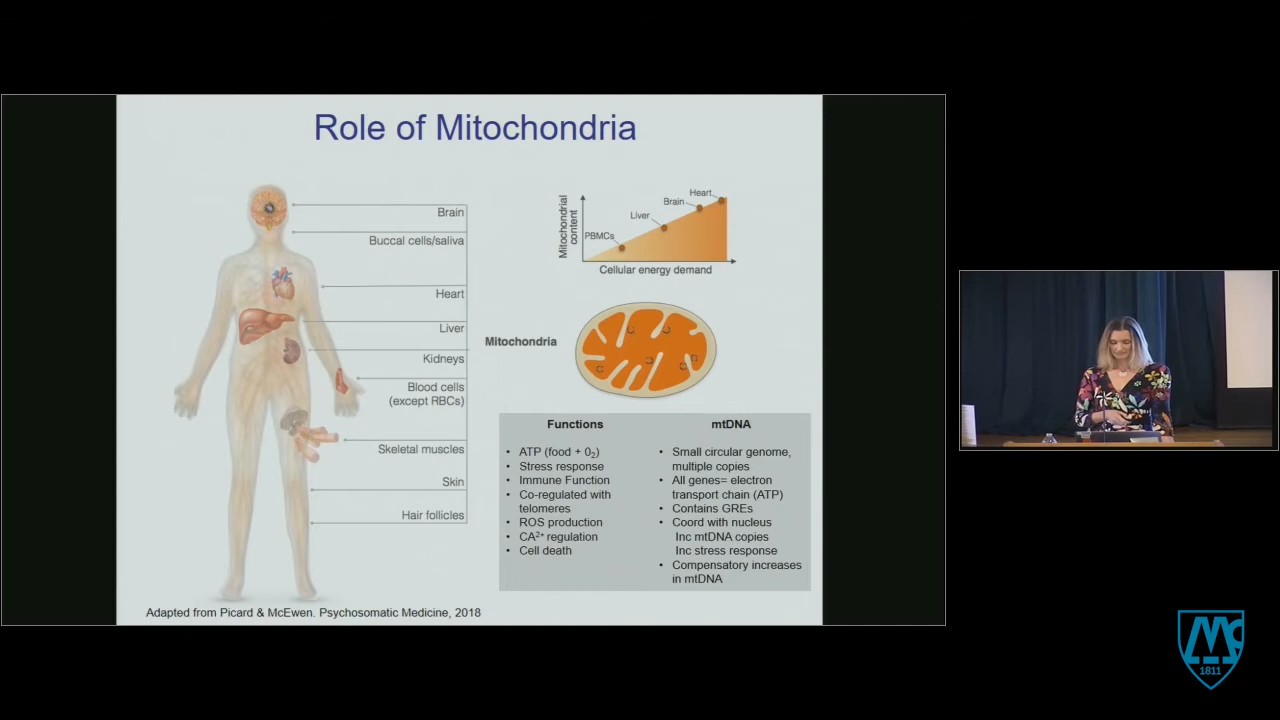 Role of Mitochondria
Brain
Buccal cells/saliva
Heart
Liver
Kidneys
Blood cells
(except RBCs)
Skeletal muscles
Skin
Hair follicles
Mitochondrial
content
PBMCs
Liver
Brain
Heart
Cellular energy demand
Mitochondria
Functions
• ATP (food + 0₂)
• Stress response
• Immune Function
• Co-regulated with
telomeres
• ROS production
• CA²⁺ regulation
• Cell death
mtDNA
• Small circular genome,
multiple copies
• All genes= electron
transport chain (ATP)
• Contains GREs
• Coord with nucleus
Inc mtDNA copies
Inc stress response
• Compensatory increases
in mtDNA
Adapted from Picard & McEwen. Psychosomatic Medicine, 2018
Mc
1811